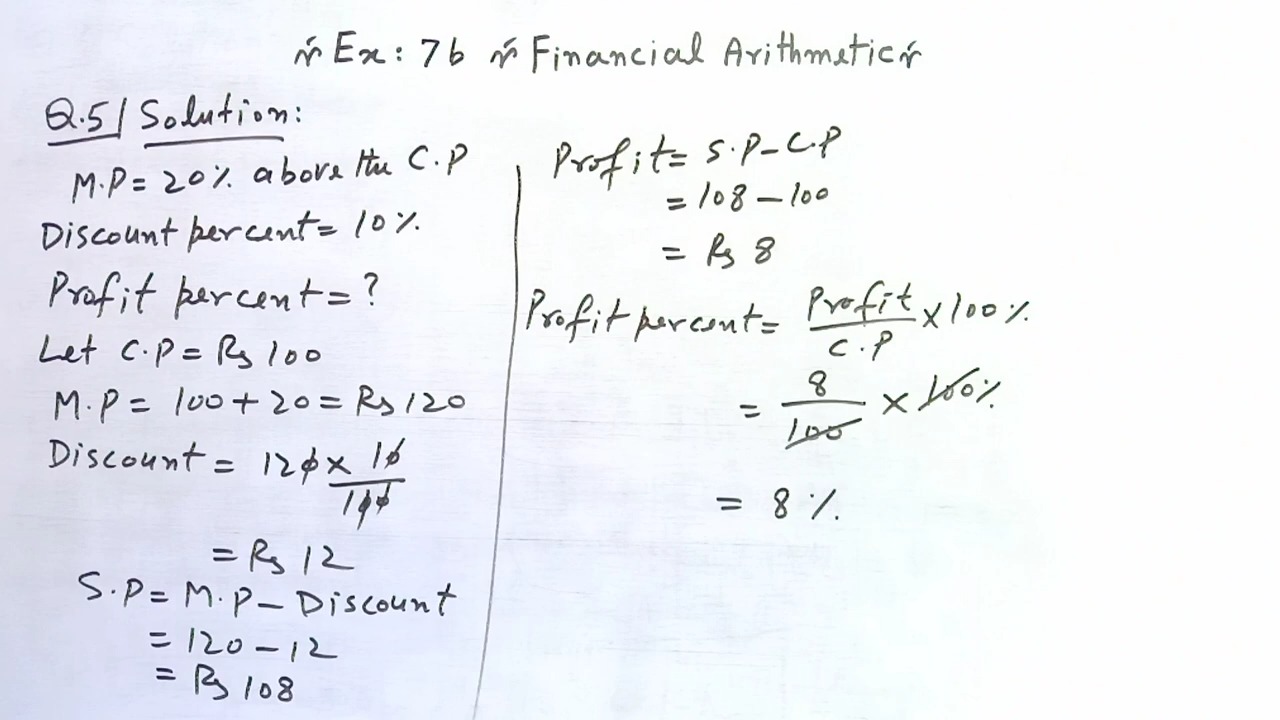 Ex: 7b Financial Arithmetic
Q.5/ Solution:
M.P= 20% above the C.P
Discount percent= 10%.
Profit percent= ?
Let C.P= Rs 100
M.P= 100+20= Rs 120
Discount= 120× 10/100
= Rs 12
S.P= M.P- Discount
= 120-12
= Rs 108
Profit= S.P-C.P
= 108-100
= Rs 8
Profit percent= Profit/C.P ×100%.
= 8/100 × 100%
= 8%.